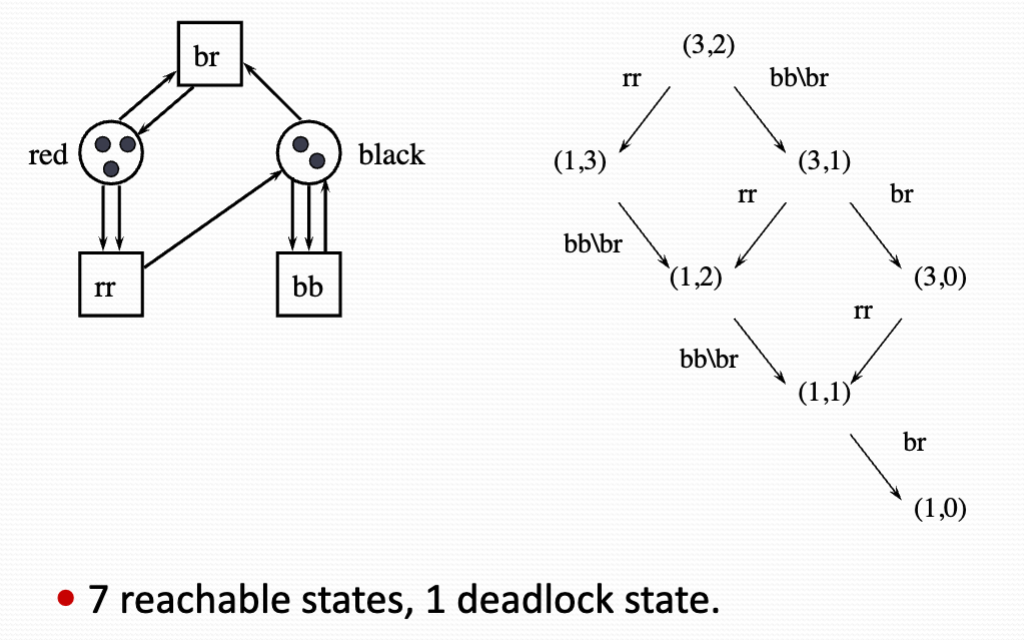 br
red
black
rr
bb
(3,2)
rr
bb\br
(1,3)
(3,1)
rr
br
bb\br
(1,2)
(3,0)
rr
bb\br
(1,1)
br
(1,0)
• 7 reachable states, 1 deadlock state.